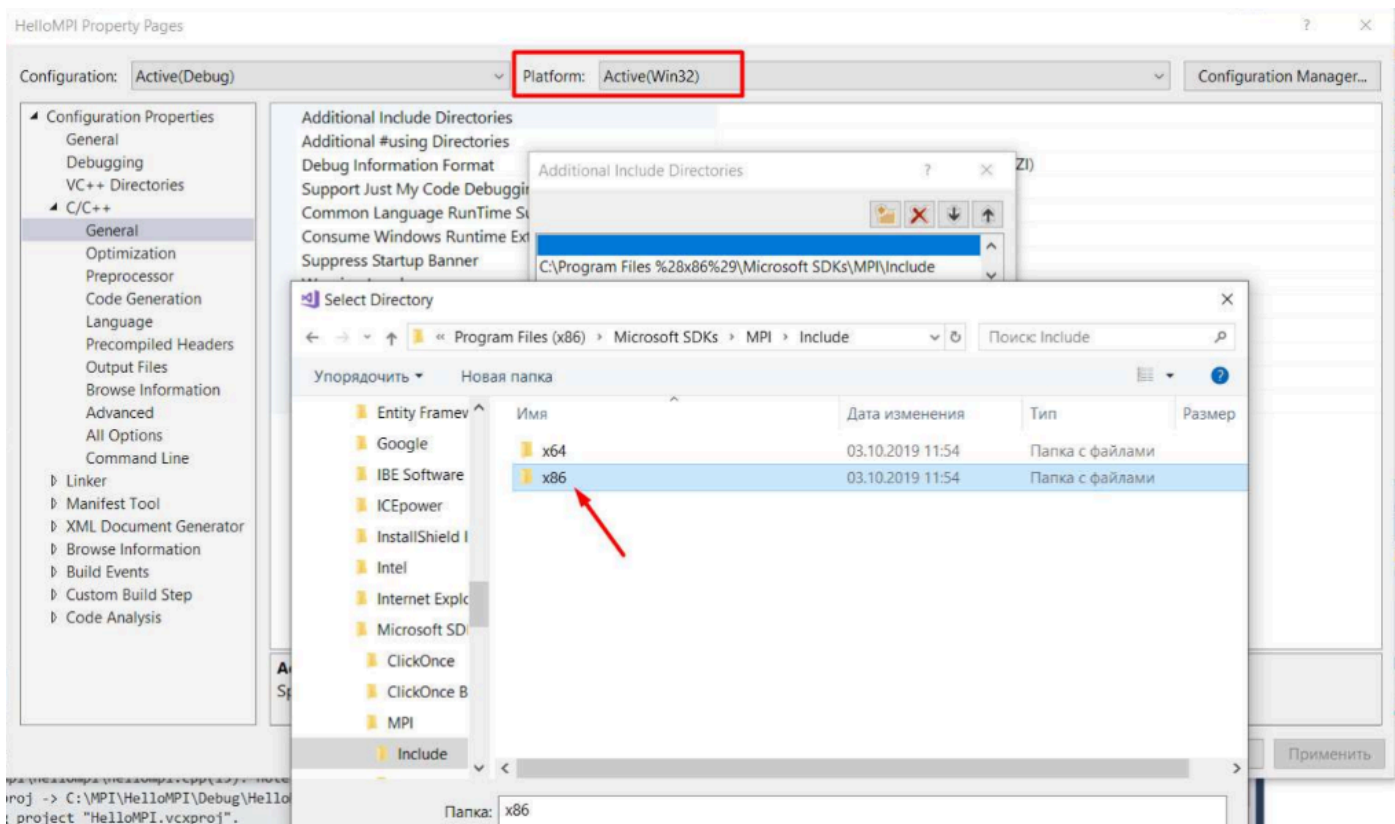 HelloMPI Property Pages ? ×
Configuration: Active(Debug) Platform: Active(Win32) Configuration Manager...
Configuration Properties
General
Debugging
VC++ Directories
C/C++
General
Optimization
Preprocessor
Code Generation
Language
Precompiled Headers
Output Files
Browse Information
Advanced
All Options
Command Line
Linker
Manifest Tool
XML Document Generator
Browse Information
Build Events
Custom Build Step
Code Analysis
Additional Include Directories
Additional #using Directories
Debug Information Format
ZI)
Support Just My Code Debuggin
Common Language RunTime Su
Consume Windows Runtime Ext
Suppress Startup Banner
Additional Include Directories ? ×
C:\Program Files %28x86%29\Microsoft SDKs\MPI\Include
Select Directory
« Program Files (x86) › Microsoft SDKs › MPI › Include
Поиск: Include
Упорядочить Новая папка
Entity Framew
Google
IBE Software
ICEpower
InstallShield I
Intel
Internet Explo
Microsoft SD
ClickOnce
ClickOnce B
MPI
Include
Имя Дата изменения Тип Размер
x64 03.10.2019 11:54 Папка с файлами
x86 03.10.2019 11:54 Папка с файлами
Папка: x86
Применить
roj -> C:\MPI\HelloMPI\Debug\Hello
project "HelloMPI.vcxproj".